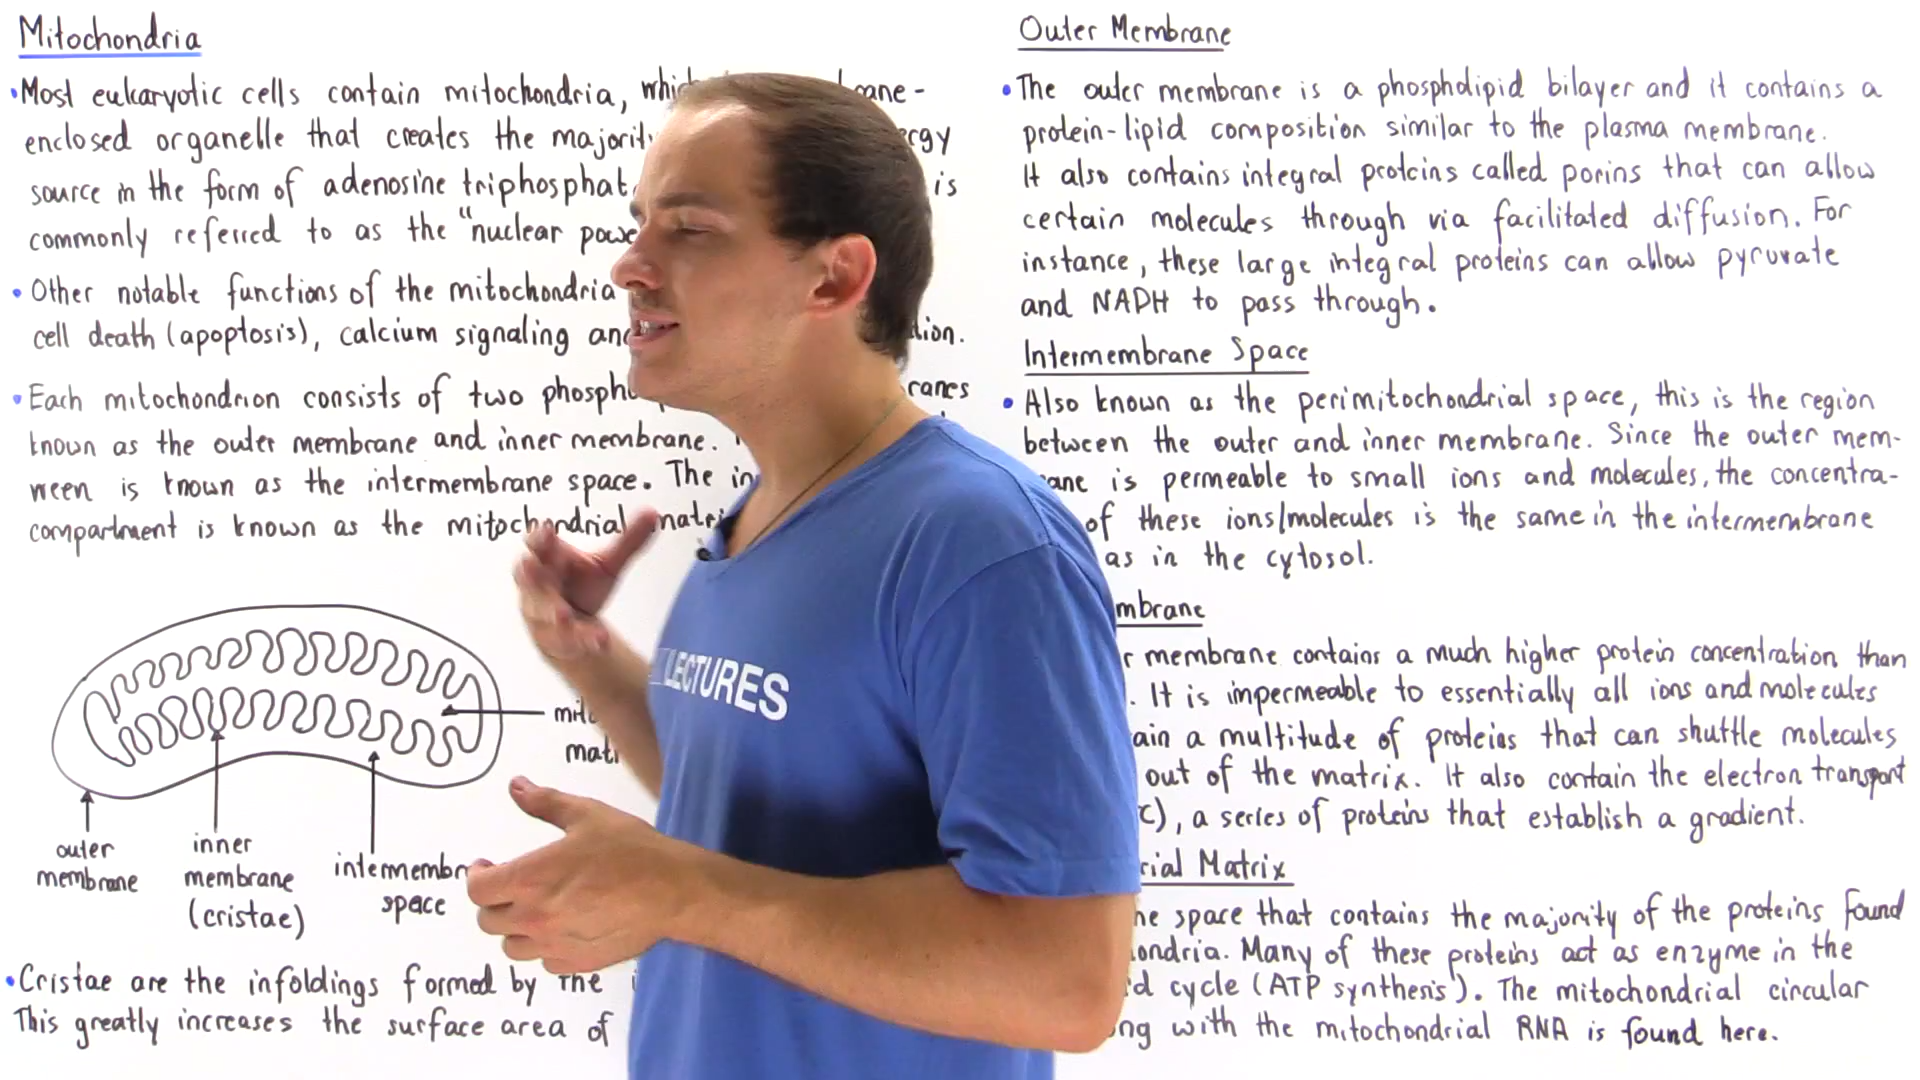 Mitochondria
•Most eukaryotic cells contain mitochondria, which
enclosed organelle that creates the majority
source in the form of adenosine triphosphat is
commonly referred to as the "nuclear powe
• Other notable functions of the mitochondria
cell death (apoptosis), calcium signaling and
• Each mitochondrion consists of two
known as the outer membrane and inner membrane.
ween is known as the intermembrane space. The
compartment is known as the mitochondrial matri
outer
membrane
inner
membrane
(cristae)
intermembr
space
mit
mat
•Cristae are the infoldings formed by the
This greatly increases the surface area of
LECTURES
Outer Membrane
• The outer membrane is a phospholipid bilayer and it contains a
protein-lipid composition similar to the plasma membrane.
It also contains integral proteins called porins that can allow
certain molecules through via facilitated diffusion. For
instance, these large integral proteins can allow pyruvate
and NADH to pass through.
Intermembrane Space
• Also known as the perimitochondrial space, this is the region
between the outer and inner membrane. Since the outer mem-
rane is permeable to small ions and molecules, the concentra-
of these ions/molecules is the same in the intermembrane
as in the cytosol.
mbrane
r membrane contains a much higher protein concentration than
. It is impermeable to essentially all ions and molecules
ain a multitude of proteins that can shuttle molecules
out of the matrix. It also contain the electron transport
C), a series of proteins that establish a gradient.
rial Matrix
he space that contains the majority of the proteins found
ondria. Many of these proteins act as enzyme in the
d cycle (ATP synthesis). The mitochondrial circular
ng with the mitochondrial RNA is found here.